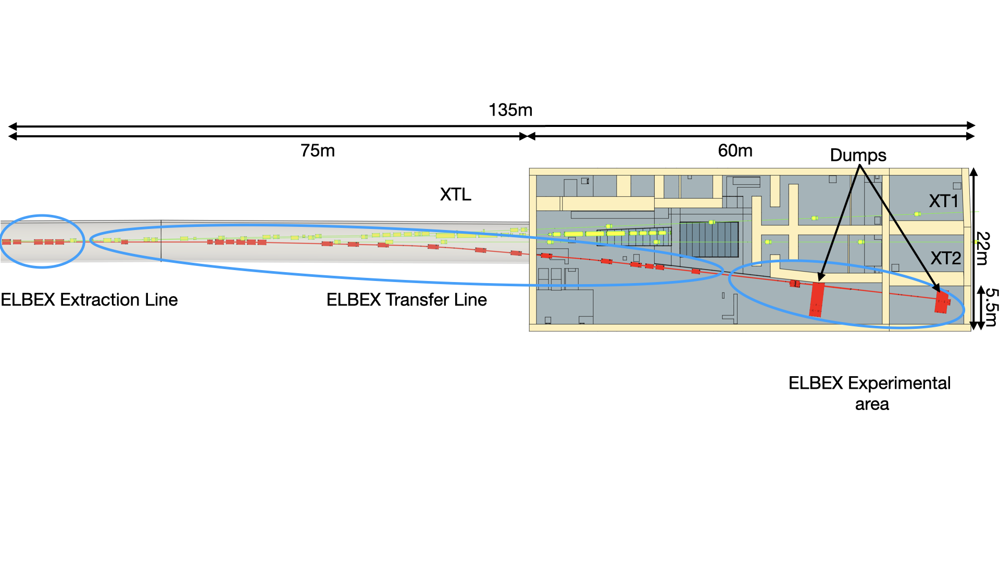 135m
75m
60m
Dumps
XTL
XT1
XT2
22m
5.5m
ELBEX Extraction Line
ELBEX Transfer Line
ELBEX Experimental
area